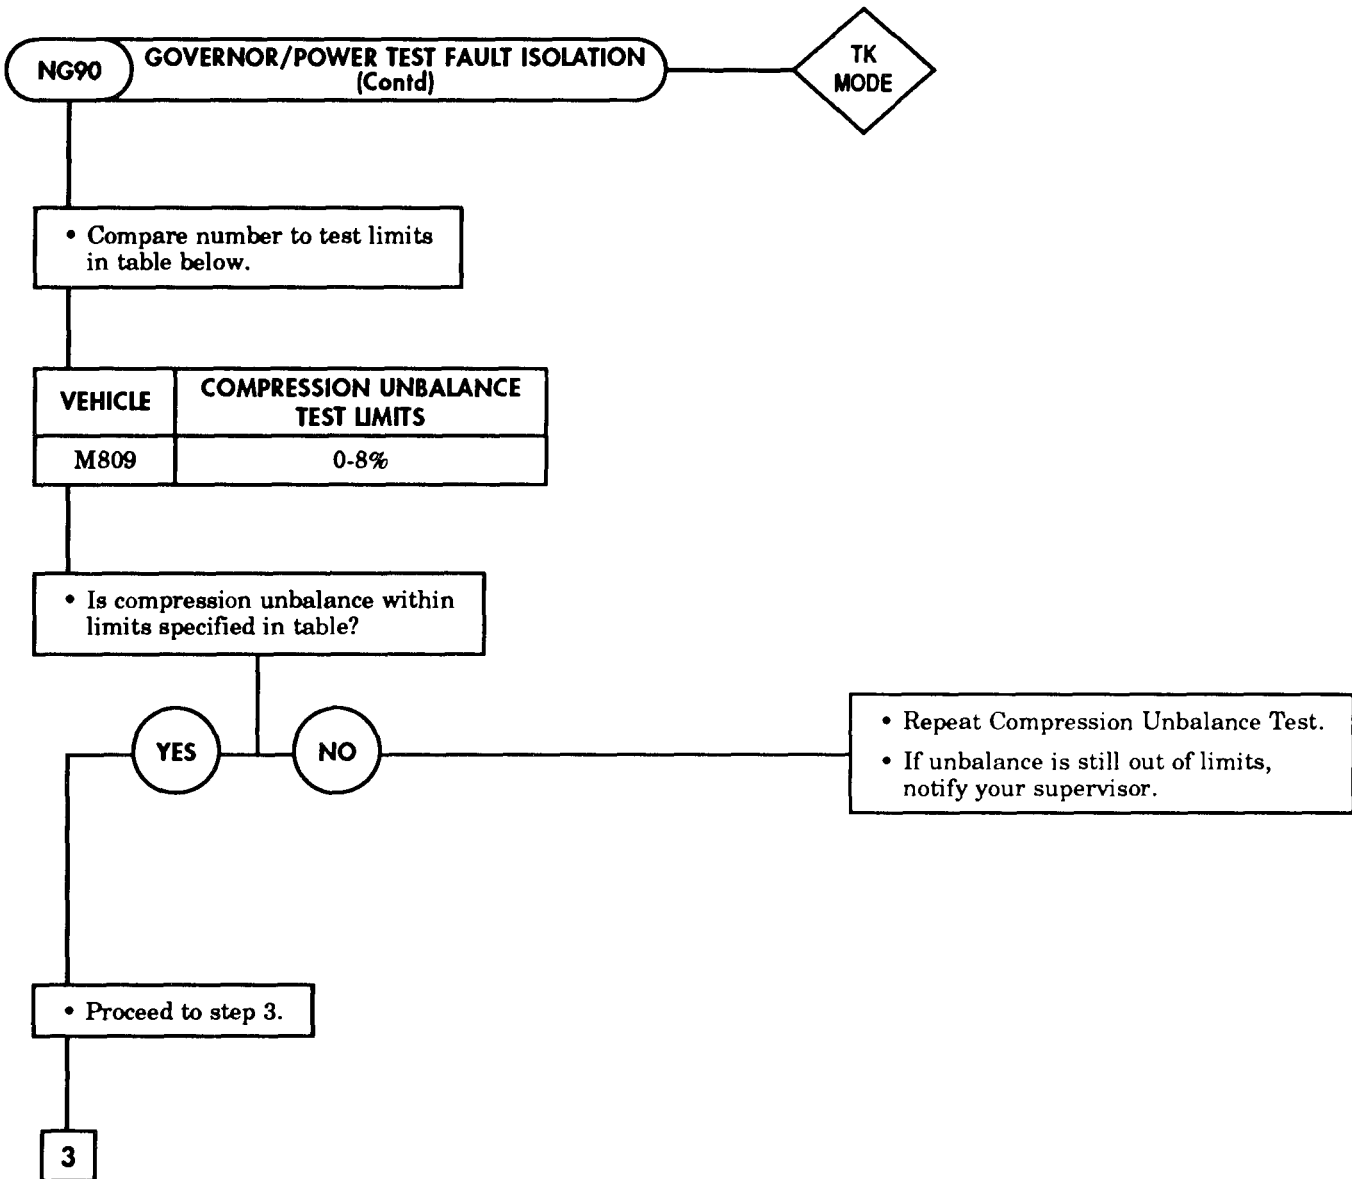 NG90
GOVERNOR/POWER TEST FAULT ISOLATION
(Contd)
TK
MODE
• Compare number to test limits
in table below.
VEHICLE
COMPRESSION UNBALANCE
TEST LIMITS
M809
0-8%
• Is compression unbalance within
limits specified in table?
YES
NO
• Repeat Compression Unbalance Test.
• If unbalance is still out of limits,
notify your supervisor.
• Proceed to step 3.
3